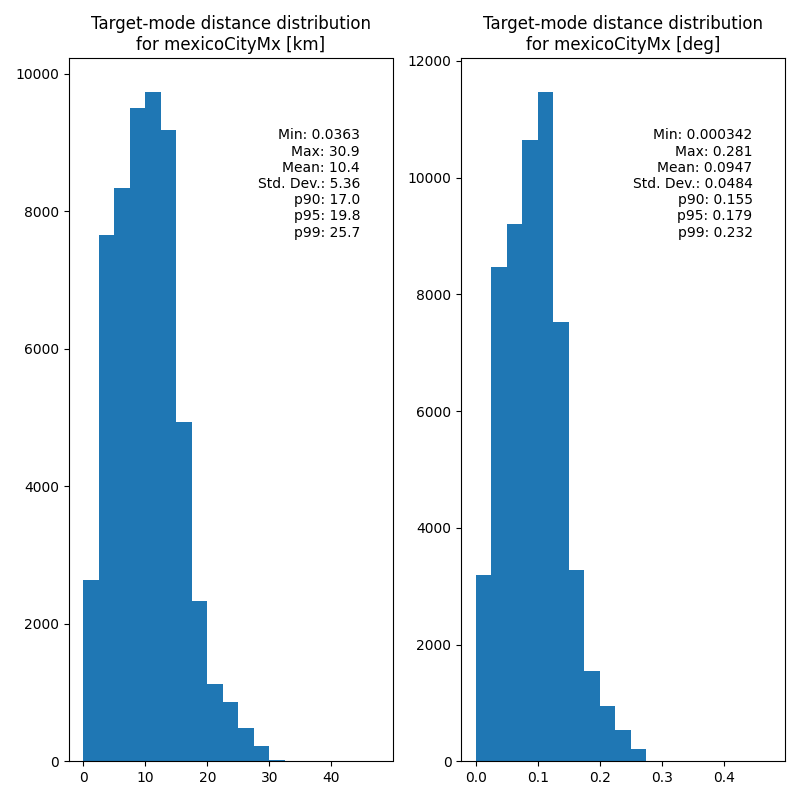 Target-mode distance distribution
for mexicoCityMx [km]
10000
8000
6000
4000
2000
0
Min: 0.0363
Max: 30.9
Mean: 10.4
Std. Dev.: 5.36
p90: 17.0
p95: 19.8
p99: 25.7
0
10
20
30
40
Target-mode distance distribution
for mexicoCityMx [deg]
12000
10000
8000
6000
4000
2000
0
Min: 0.000342
Max: 0.281
Mean: 0.0947
Std. Dev.: 0.0484
p90: 0.155
p95: 0.179
p99: 0.232
0.0
0.1
0.2
0.3
0.4